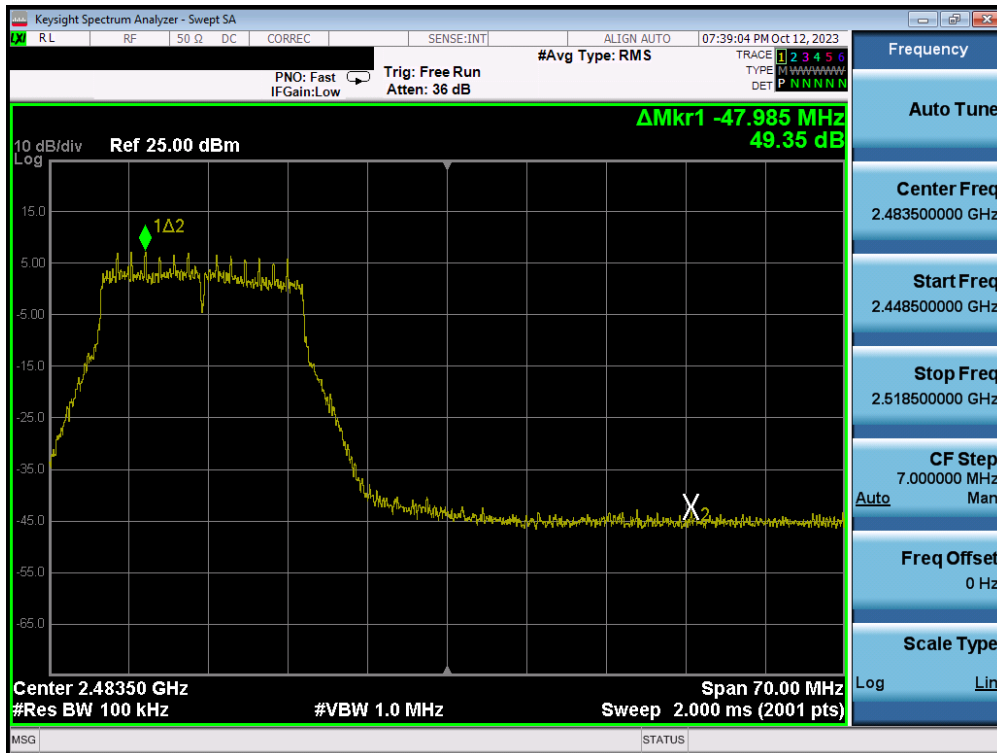 Keysight Spectrum Analyzer - Swept SA
LXI RL RF 50 Ω DC CORREC SENSE:INT ALIGN AUTO 07:39:04 PM Oct 12, 2023
PNO: Fast
IFGain:Low
Trig: Free Run
Atten: 36 dB
#Avg Type: RMS
TRACE 1 2 3 4 5 6
TYPE M WWWWW
DET P N N N N N
ΔMkr1 -47.985 MHz
49.35 dB
10 dB/div Ref 25.00 dBm
Log
15.0
5.00
-5.00
-15.0
-25.0
-35.0
-45.0
-55.0
-65.0
1Δ2
X2
Center 2.48350 GHz Span 70.00 MHz
#Res BW 100 kHz #VBW 1.0 MHz Sweep 2.000 ms (2001 pts)
MSG STATUS
Frequency
Auto Tune
Center Freq
2.483500000 GHz
Start Freq
2.448500000 GHz
Stop Freq
2.518500000 GHz
CF Step
7.000000 MHz
Auto Man
Freq Offset
0 Hz
Scale Type
Log Lin